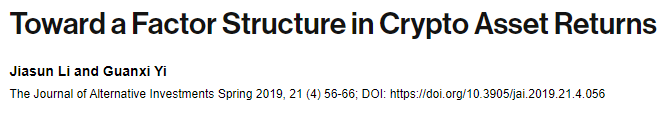 Toward a Factor Structure in Crypto Asset Returns
Jiasun Li and Guanxi Yi
The Journal of Alternative Investments Spring 2019, 21 (4) 56-66; DOI: https://doi.org/10.3905/jai.2019.21.4.056